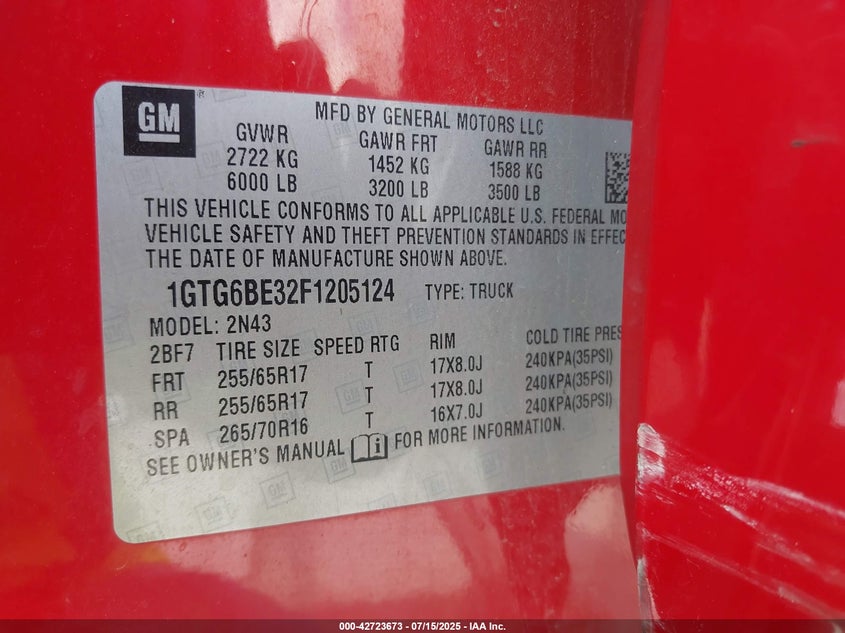 GM ®
MFD BY GENERAL MOTORS LLC
GVWR GAWR FRT GAWR RR
2722 KG 1452 KG 1588 KG
6000 LB 3200 LB 3500 LB
THIS VEHICLE CONFORMS TO ALL APPLICABLE U.S. FEDERAL MO
VEHICLE SAFETY AND THEFT PREVENTION STANDARDS IN EFFEC
THE DATE OF MANUFACTURE SHOWN ABOVE.
1GTG6BE32F1205124 TYPE: TRUCK
MODEL: 2N43
2BF7 TIRE SIZE SPEED RTG RIM COLD TIRE PRES
FRT 255/65R17 T 17X8.0J 240KPA(35PSI)
RR 255/65R17 T 17X8.0J 240KPA(35PSI)
SPA 265/70R16 T 16X7.0J 240KPA(35PSI)
SEE OWNER'S MANUAL FOR MORE INFORMATION.
000-42723673 - 07/15/2025 - IAA Inc.